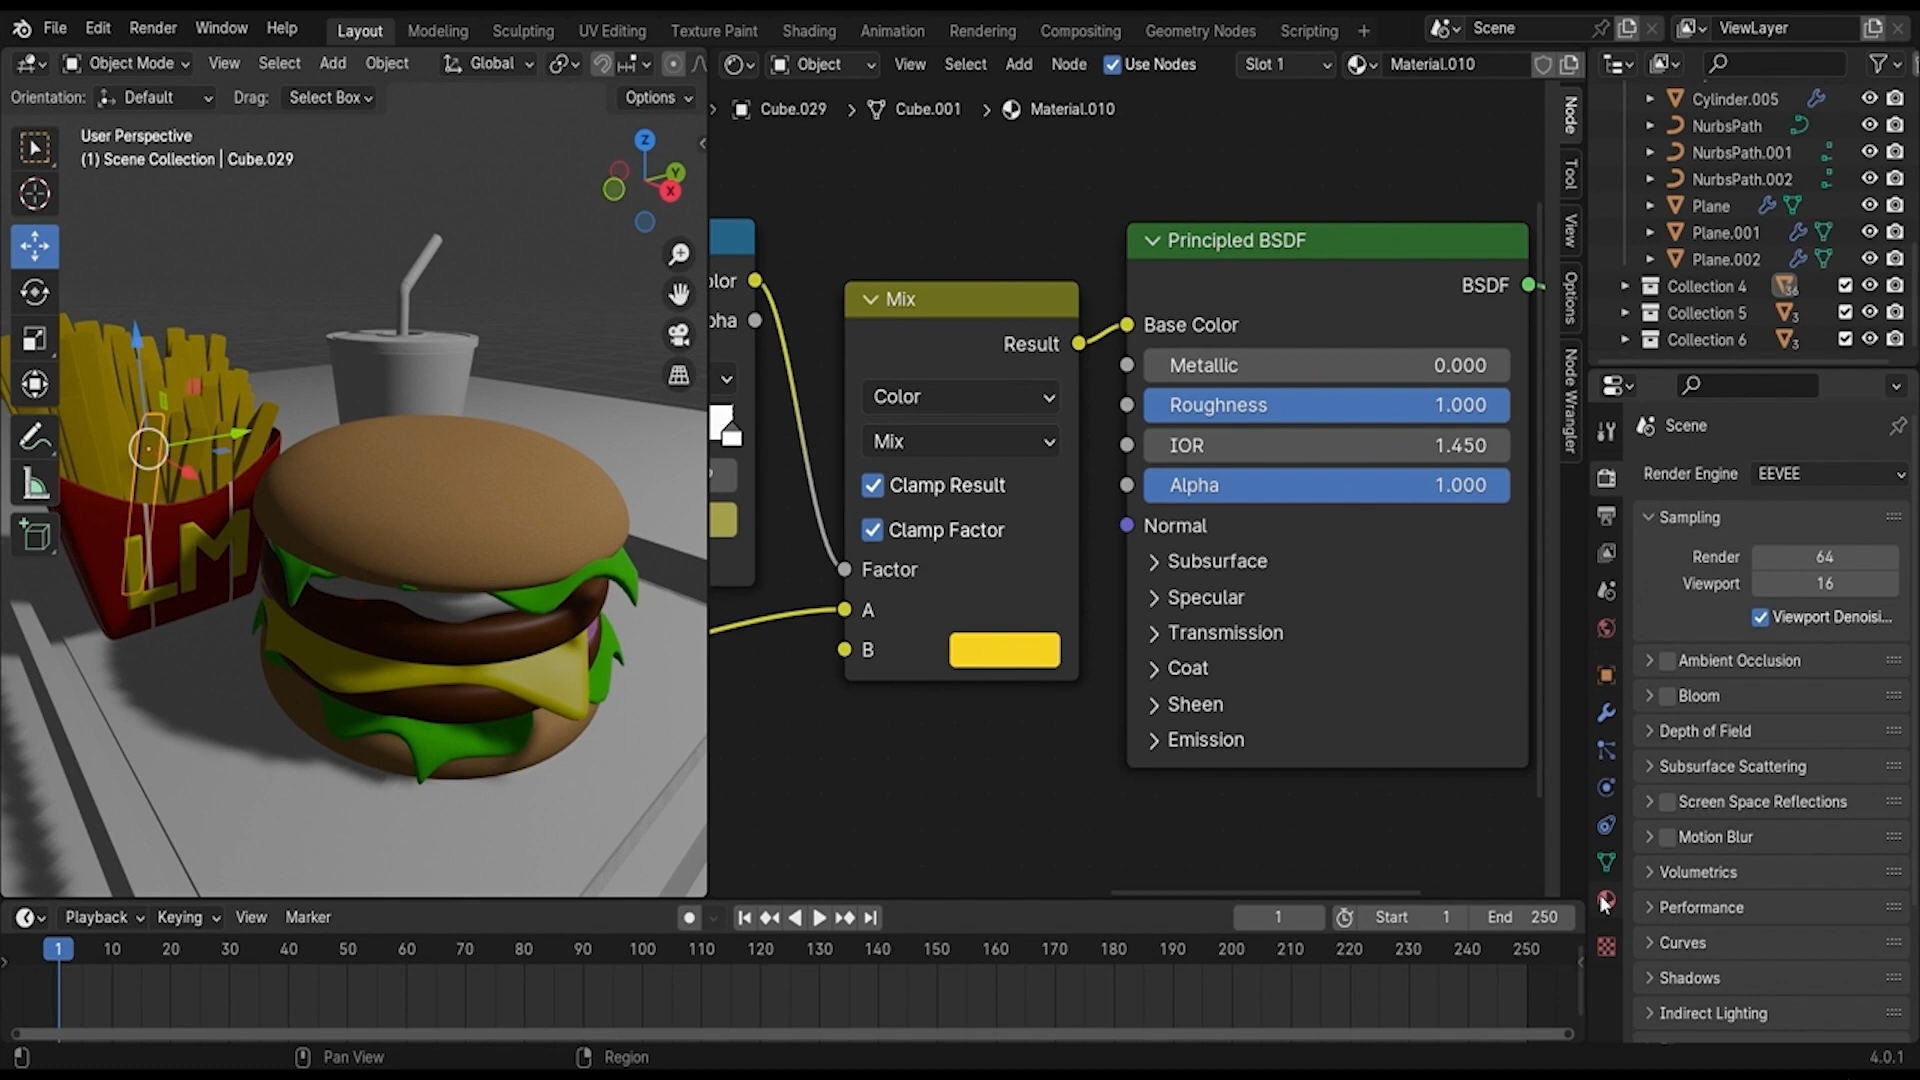 File Edit Render Window Help Layout Modeling Sculpting UV Editing Texture Paint Shading Animation Rendering Compositing Geometry Nodes Scripting + Scene ViewLayer
Object Mode View Select Add Object Global Object View Select Add Node Use Nodes Slot 1 Material.010
Orientation: Default Drag: Select Box Options
Cube.029 > Cube.001 > Material.010
User Perspective
(1) Scene Collection | Cube.029
Z
Y
X
LM
olor
pha
Mix
Result
Color
Mix
Clamp Result
Clamp Factor
Factor
A
B
Principled BSDF
BSDF
Base Color
Metallic 0.000
Roughness 1.000
IOR 1.450
Alpha 1.000
Normal
Subsurface
Specular
Transmission
Coat
Sheen
Emission
Node
Tool
View
Options
Node Wrangler
Cylinder.005
NurbsPath
NurbsPath.001
NurbsPath.002
Plane
Plane.001
Plane.002
Collection 4 36
Collection 5 3
Collection 6 3
Scene
Render Engine EEVEE
Sampling
Render 64
Viewport 16
Viewport Denoisi...
Ambient Occlusion
Bloom
Depth of Field
Subsurface Scattering
Screen Space Reflections
Motion Blur
Volumetrics
Performance
Curves
Shadows
Indirect Lighting
Playback Keying View Marker 1 Start 1 End 250
1 10 20 30 40 50 60 70 80 90 100 110 120 130 140 150 160 170 180 190 200 210 220 230 240 250
Pan View Region 4.0.1